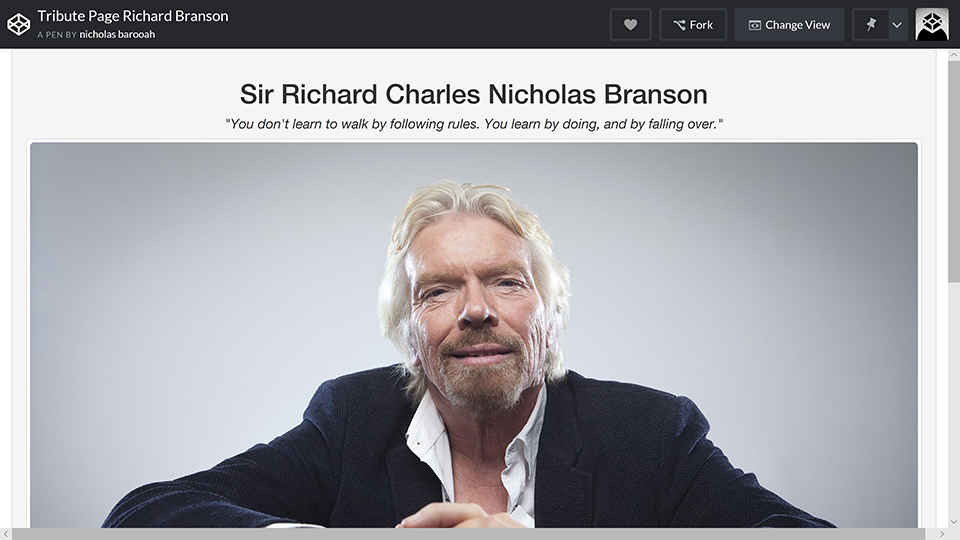 Tribute Page Richard Branson
A PEN BY nicholas barooah
Fork
Change View
Sir Richard Charles Nicholas Branson
"You don't learn to walk by following rules. You learn by doing, and by falling over."